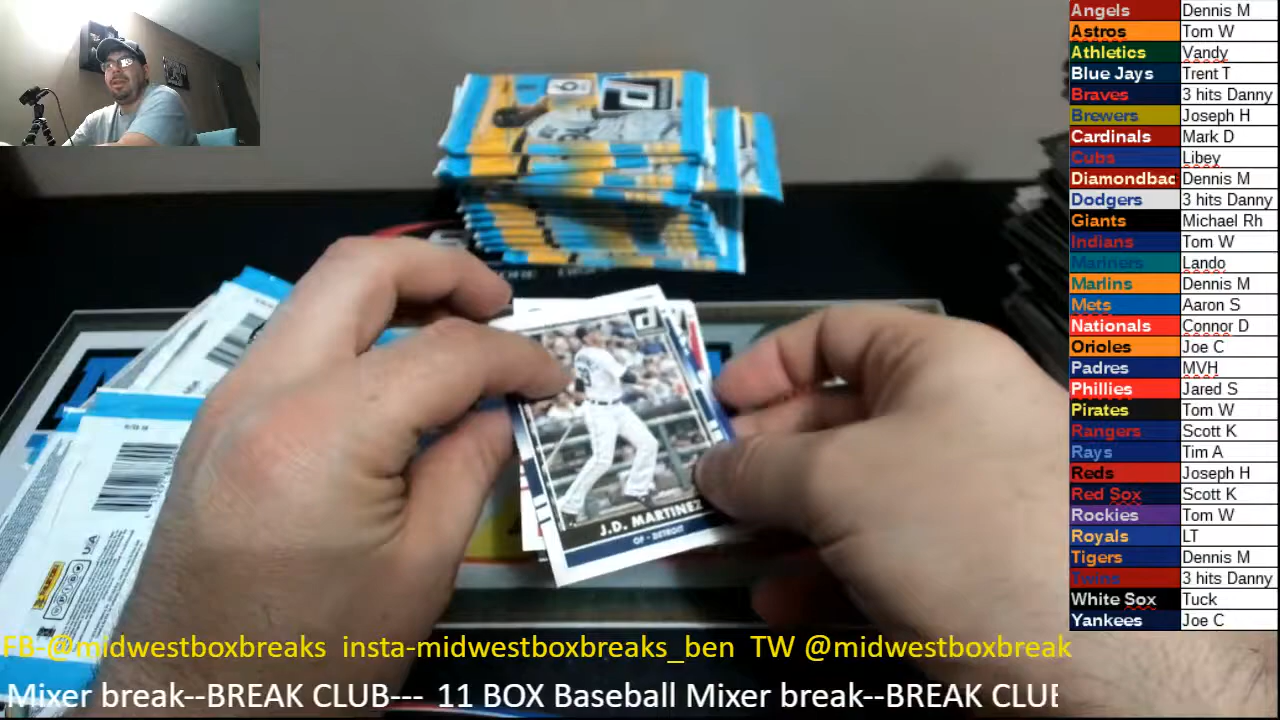 Angels Dennis M
Astros Tom W
Athletics Vandy
Blue Jays Trent T
Braves 3 hits Danny
Brewers Joseph H
Cardinals Mark D
Cubs Libey
Diamondbac Dennis M
Dodgers 3 hits Danny
Giants Michael Rh
Indians Tom W
Mariners Lando
Marlins Dennis M
Mets Aaron S
Nationals Connor D
Orioles Joe C
Padres MVH
Phillies Jared S
Pirates Tom W
Rangers Scott K
Rays Tim A
Reds Joseph H
Red Sox Scott K
Rockies Tom W
Royals LT
Tigers Dennis M
Twins 3 hits Danny
White Sox Tuck
Yankees Joe C
J.D. MARTINEZ
OF - DETROIT
PANINI
USA
FB-@midwestboxbreaks insta-midwestboxbreaks_ben TW @midwestboxbreak
Mixer break--BREAK CLUB--- 11 BOX Baseball Mixer break--BREAK CLUB